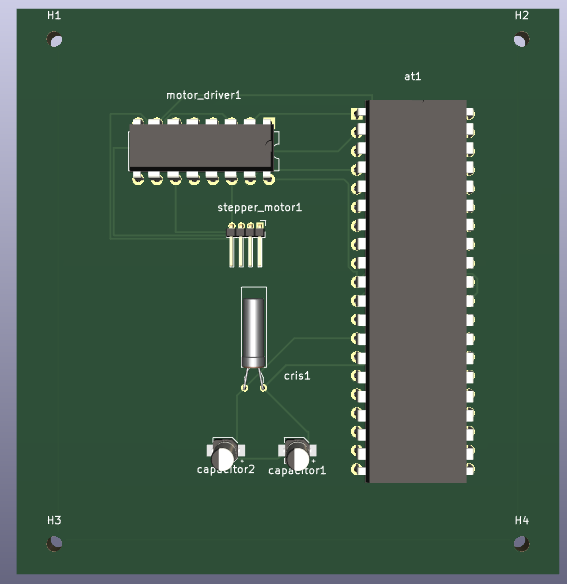 H1
H2
at1
motor_driver1
stepper_motor1
cris1
capacitor2
capacitor1
H3
H4